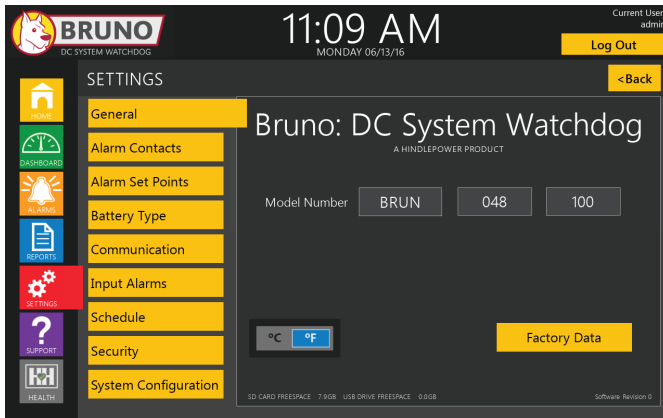 BRUNO
DC SYSTEM WATCHDOG
11:09 AM
MONDAY 06/13/16
Current User
admin
Log Out
SETTINGS
<Back
HOME
DASHBOARD
ALARMS
REPORTS
SETTINGS
SUPPORT
HEALTH
General
Alarm Contacts
Alarm Set Points
Battery Type
Communication
Input Alarms
Schedule
Security
System Configuration
Bruno: DC System Watchdog
A HINDLEPOWER PRODUCT
Model Number BRUN 048 100
°C °F
Factory Data
SD CARD FREESPACE 7.9GB USB DRIVE FREESPACE 0.0GB
Software Revision 0